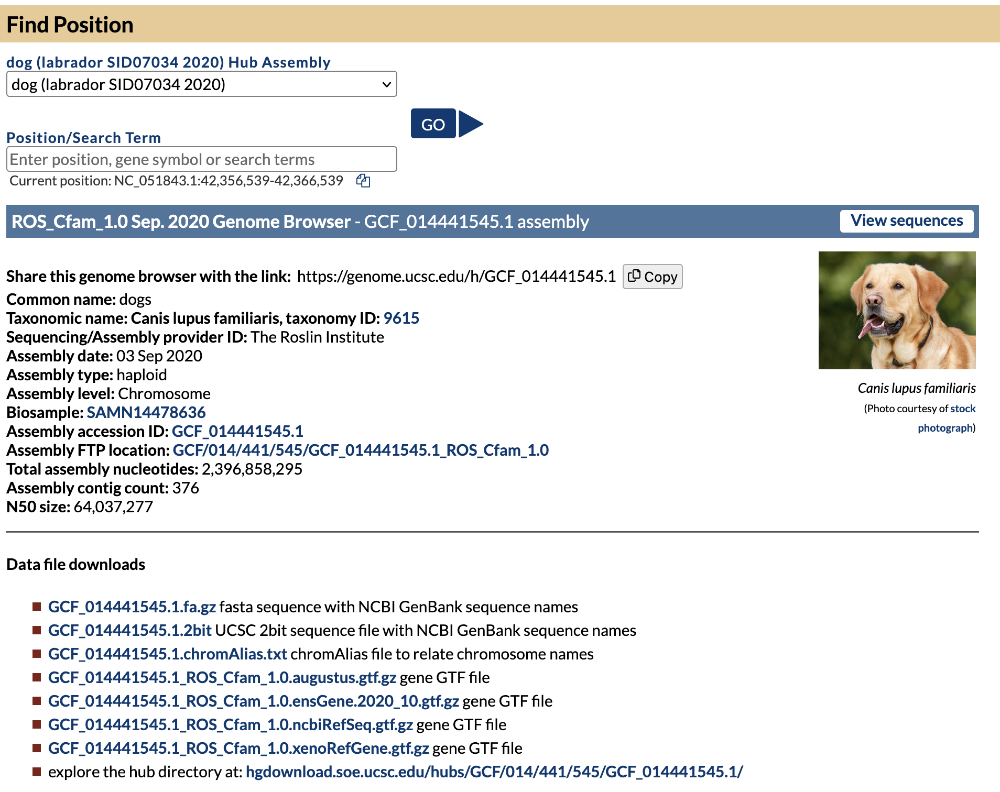 Find Position
dog (labrador SID07034 2020) Hub Assembly
dog (labrador SID07034 2020)
GO
Position/Search Term
Enter position, gene symbol or search terms
Current position: NC_051843.1:42,356,539-42,366,539
ROS_Cfam_1.0 Sep. 2020 Genome Browser - GCF_014441545.1 assembly
View sequences
Share this genome browser with the link: https://genome.ucsc.edu/h/GCF_014441545.1 Copy
Common name: dogs
Taxonomic name: Canis lupus familiaris, taxonomy ID: 9615
Sequencing/Assembly provider ID: The Roslin Institute
Assembly date: 03 Sep 2020
Assembly type: haploid
Assembly level: Chromosome
Biosample: SAMN14478636
Assembly accession ID: GCF_014441545.1
Assembly FTP location: GCF/014/441/545/GCF_014441545.1_ROS_Cfam_1.0
Total assembly nucleotides: 2,396,858,295
Assembly contig count: 376
N50 size: 64,037,277
Canis lupus familiaris
(Photo courtesy of stock
photograph)
Data file downloads
GCF_014441545.1.fa.gz fasta sequence with NCBI GenBank sequence names
GCF_014441545.1.2bit UCSC 2bit sequence file with NCBI GenBank sequence names
GCF_014441545.1.chromAlias.txt chromAlias file to relate chromosome names
GCF_014441545.1_ROS_Cfam_1.0.augustus.gtf.gz gene GTF file
GCF_014441545.1_ROS_Cfam_1.0.ensGene.2020_10.gtf.gz gene GTF file
GCF_014441545.1_ROS_Cfam_1.0.ncbiRefSeq.gtf.gz gene GTF file
GCF_014441545.1_ROS_Cfam_1.0.xenoRefGene.gtf.gz gene GTF file
explore the hub directory at: hgdownload.soe.ucsc.edu/hubs/GCF/014/441/545/GCF_014441545.1/